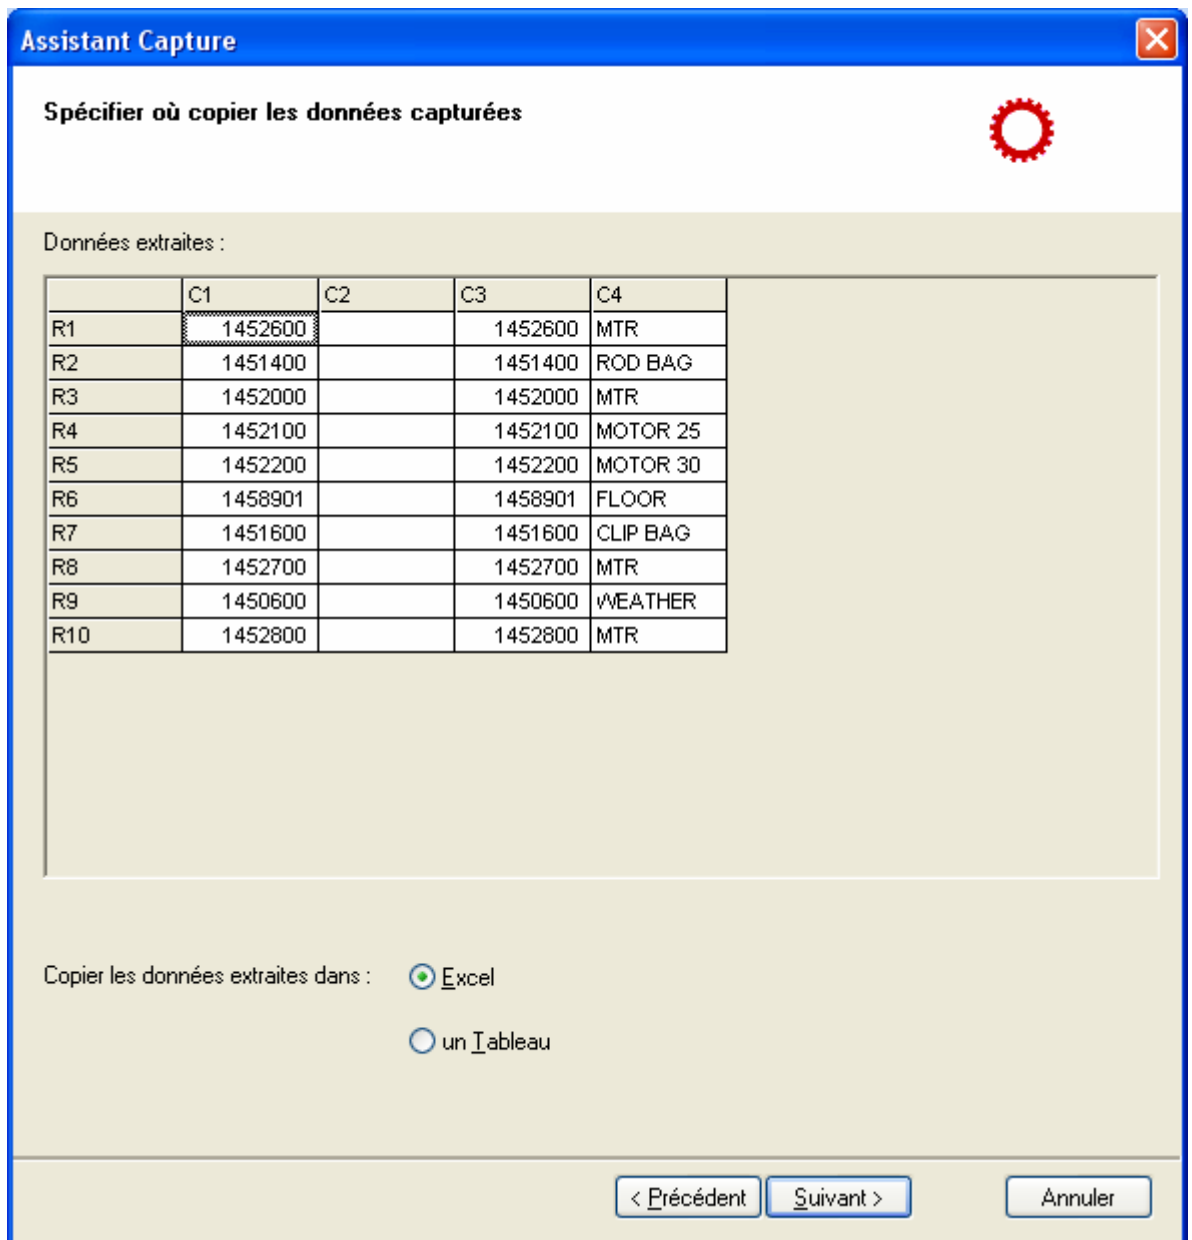 Assistant Capture
Spécifier où copier les données capturées
Données extraites :
C1 C2 C3 C4
R1 1452600 1452600 MTR
R2 1451400 1451400 ROD BAG
R3 1452000 1452000 MTR
R4 1452100 1452100 MOTOR 25
R5 1452200 1452200 MOTOR 30
R6 1458901 1458901 FLOOR
R7 1451600 1451600 CLIP BAG
R8 1452700 1452700 MTR
R9 1450600 1450600 WEATHER
R10 1452800 1452800 MTR
Copier les données extraites dans : Excel
un Tableau
< Précédent Suivant > Annuler